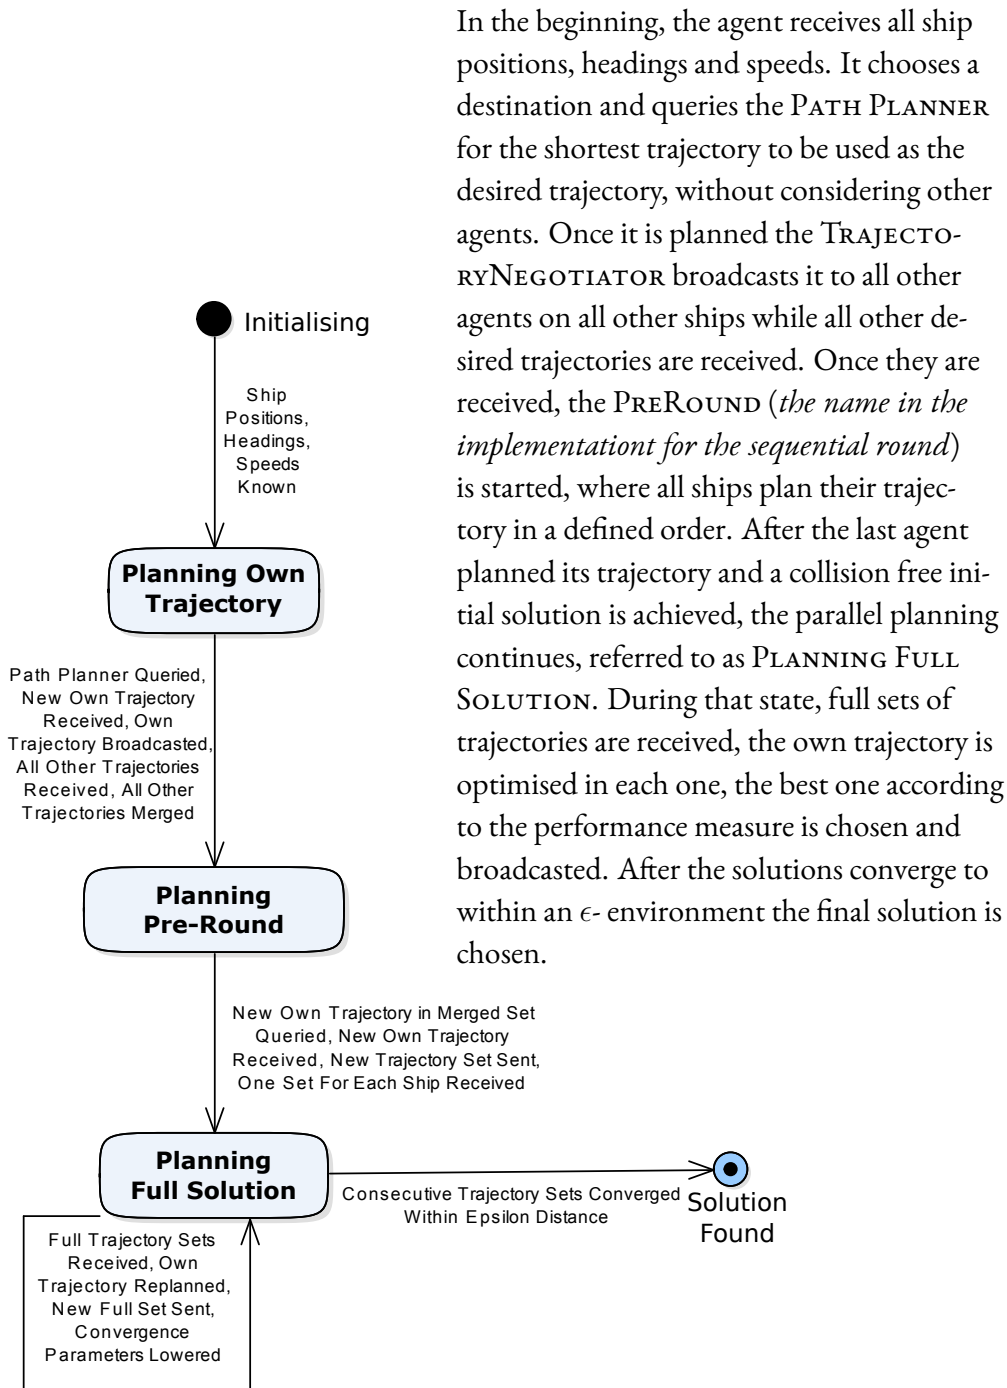 In the beginning, the agent receives all ship
positions, headings and speeds. It chooses a
destination and queries the PATH PLANNER
for the shortest trajectory to be used as the
desired trajectory, without considering other
agents. Once it is planned the TRAJECTO-
RYNEGOTIATOR broadcasts it to all other
agents on all other ships while all other de-
sired trajectories are received. Once they are
received, the PREROUND (the name in the
implementationt for the sequential round)
is started, where all ships plan their trajec-
tory in a defined order. After the last agent
planned its trajectory and a collision free ini-
tial solution is achieved, the parallel planning
continues, referred to as PLANNING FULL
SOLUTION. During that state, full sets of
trajectories are received, the own trajectory is
optimised in each one, the best one according
to the performance measure is chosen and
broadcasted. After the solutions converge to
within an ϵ- environment the final solution is
chosen.
Initialising
Ship
Positions,
Headings,
Speeds
Known
Planning Own
Trajectory
Path Planner Queried,
New Own Trajectory
Received, Own
Trajectory Broadcasted,
All Other Trajectories
Received, All Other
Trajectories Merged
Planning
Pre-Round
New Own Trajectory in Merged Set
Queried, New Own Trajectory
Received, New Trajectory Set Sent,
One Set For Each Ship Received
Planning
Full Solution
Consecutive Trajectory Sets Converged
Within Epsilon Distance
Solution
Found
Full Trajectory Sets
Received, Own
Trajectory Replanned,
New Full Set Sent,
Convergence
Parameters Lowered